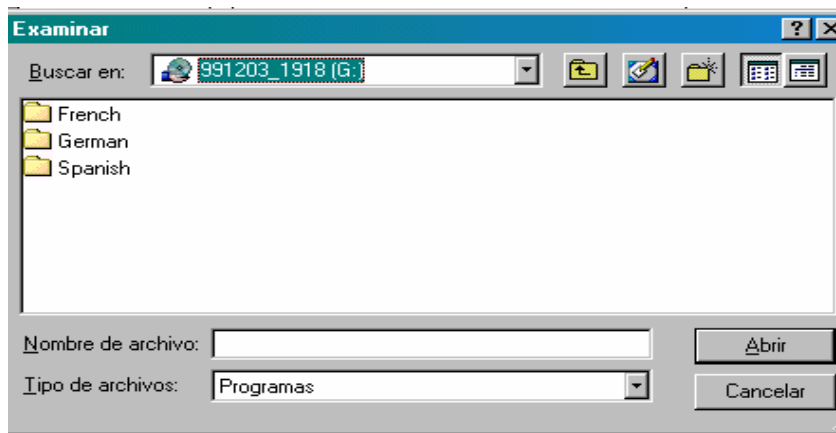 Examinar
Buscar en: 991203_1918 (G:)
French
German
Spanish
Nombre de archivo:
Abrir
Tipo de archivos: Programas
Cancelar